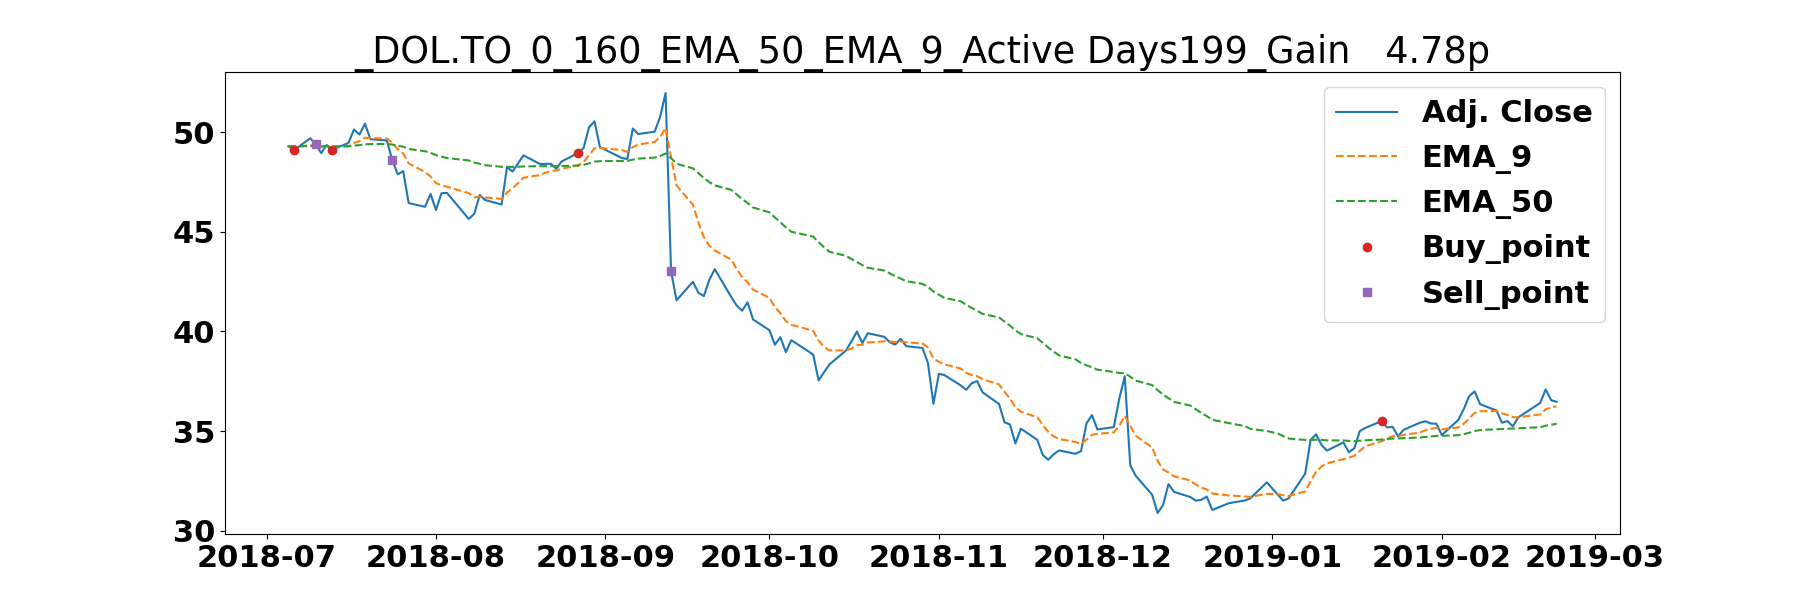 _DOL.TO_0_160_EMA_50_EMA_9_Active Days199_Gain   4.78p
Adj. Close
EMA_9
EMA_50
Buy_point
Sell_point
50
45
40
35
30
2018-07 2018-08 2018-09 2018-10 2018-11 2018-12 2019-01 2019-02 2019-03